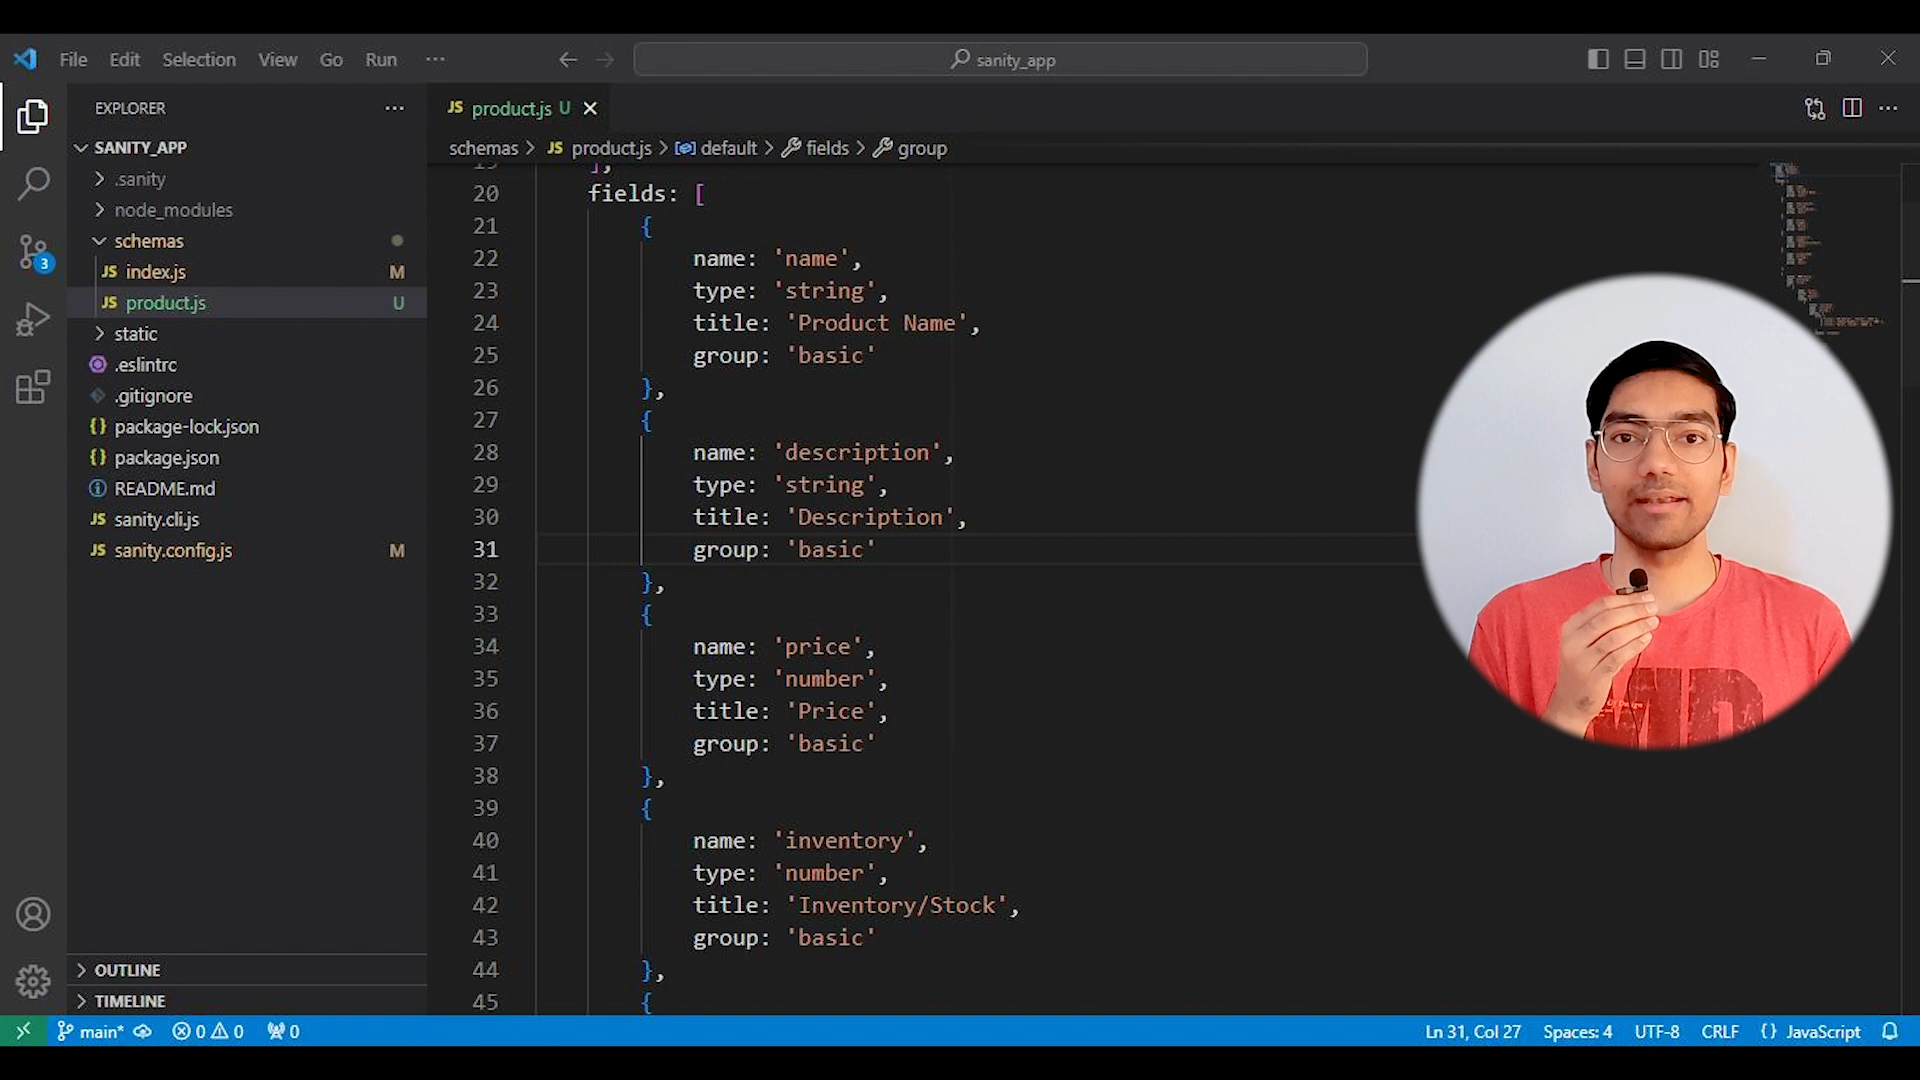 File Edit Selection View Go Run ···
sanity_app
EXPLORER
SANITY_APP
.sanity
node_modules
schemas
JS index.js M
JS product.js U
static
.eslintrc
.gitignore
{} package-lock.json
{} package.json
README.md
JS sanity.cli.js
JS sanity.config.js M
OUTLINE
TIMELINE
3
JS product.js U
schemas > JS product.js > default > fields > group
20 fields: [
21 {
22 name: 'name',
23 type: 'string',
24 title: 'Product Name',
25 group: 'basic'
26 },
27 {
28 name: 'description',
29 type: 'string',
30 title: 'Description',
31 group: 'basic'
32 },
33 {
34 name: 'price',
35 type: 'number',
36 title: 'Price',
37 group: 'basic'
38 },
39 {
40 name: 'inventory',
41 type: 'number',
42 title: 'Inventory/Stock',
43 group: 'basic'
44 },
45 {
main* 0 0 0 Ln 31, Col 27 Spaces: 4 UTF-8 CRLF {} JavaScript